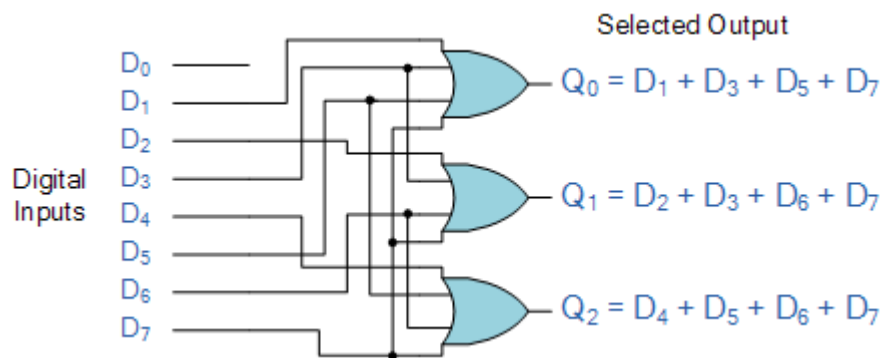 Selected Output
D₀
D₁
D₂
D₃
D₄
D₅
D₆
D₇
Digital
Inputs
Q₀ = D₁ + D₃ + D₅ + D₇
Q₁ = D₂ + D₃ + D₆ + D₇
Q₂ = D₄ + D₅ + D₆ + D₇